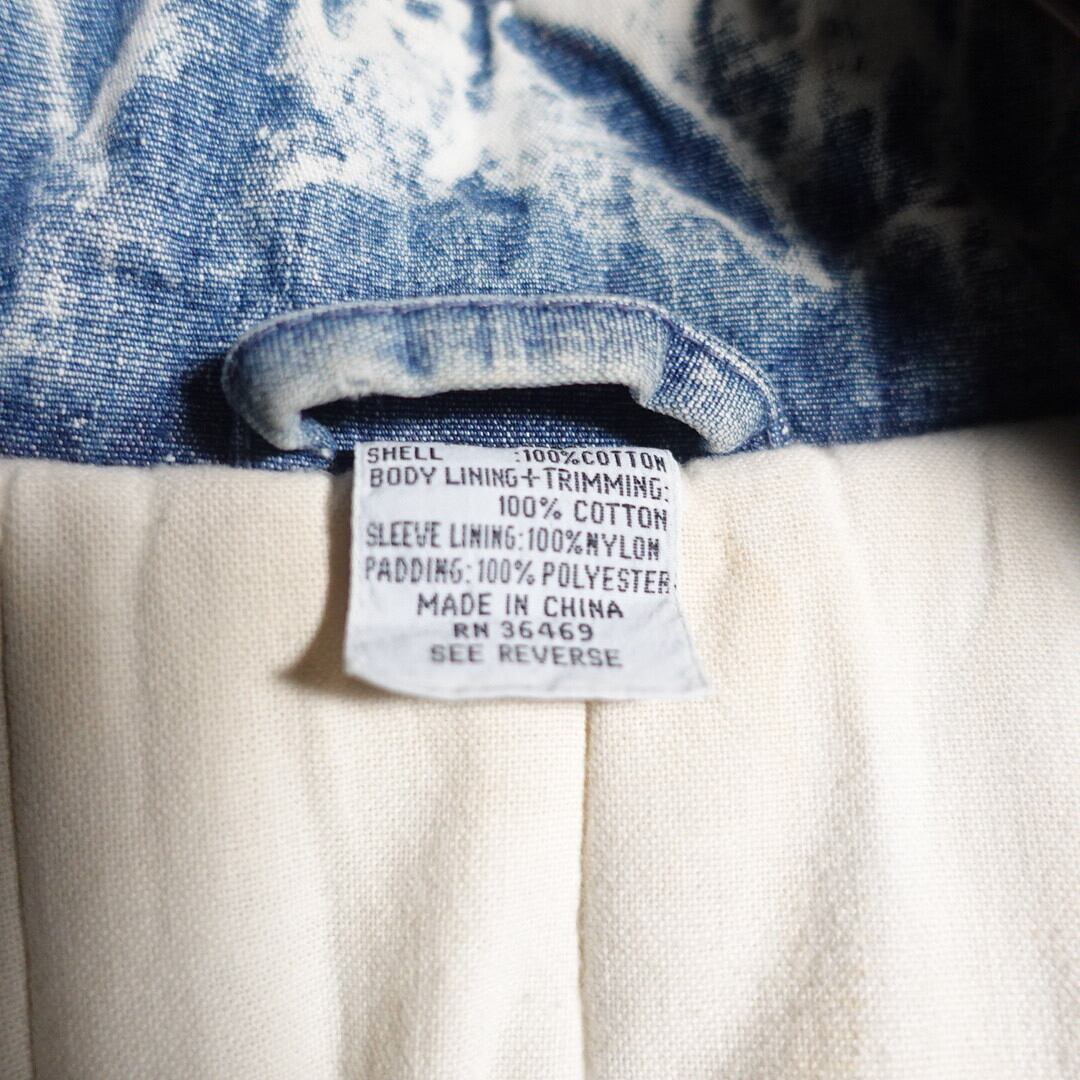 SHELL :100%COTTON
BODY LINING+TRIMMING:
100% COTTON
SLEEVE LINING:100%NYLON
PADDING:100% POLYESTER.
MADE IN CHINA
RN 36469
SEE REVERSE